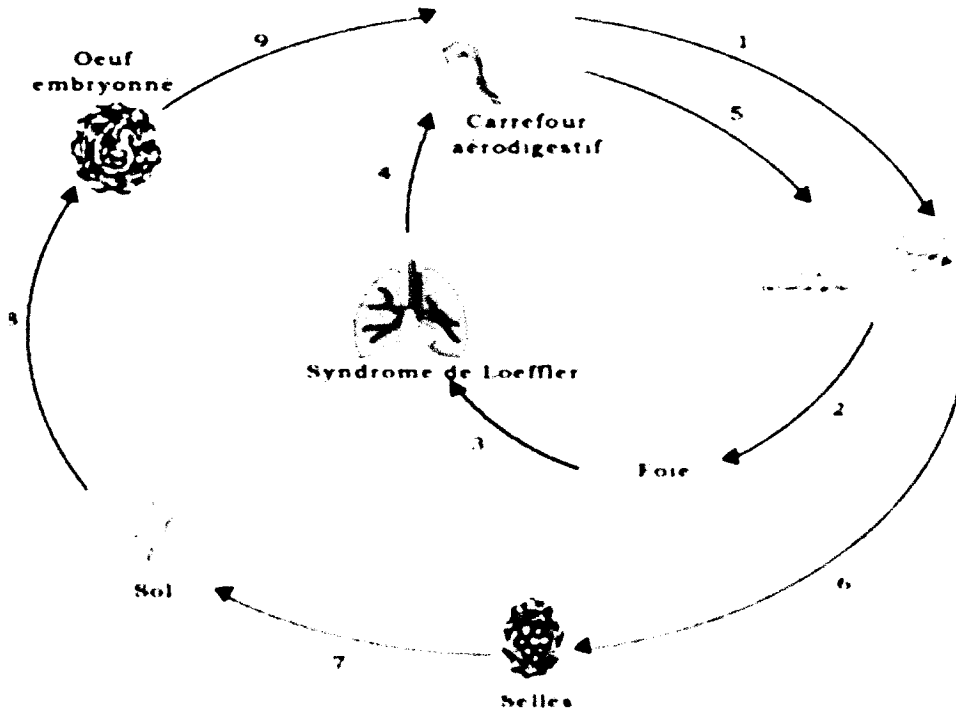 9
1
Oeuf
embryonné
5
Carrefour
aérodigestif
4
8
Syndrome de Loeffler
2
3
Foie
6
Sol
7
Selles